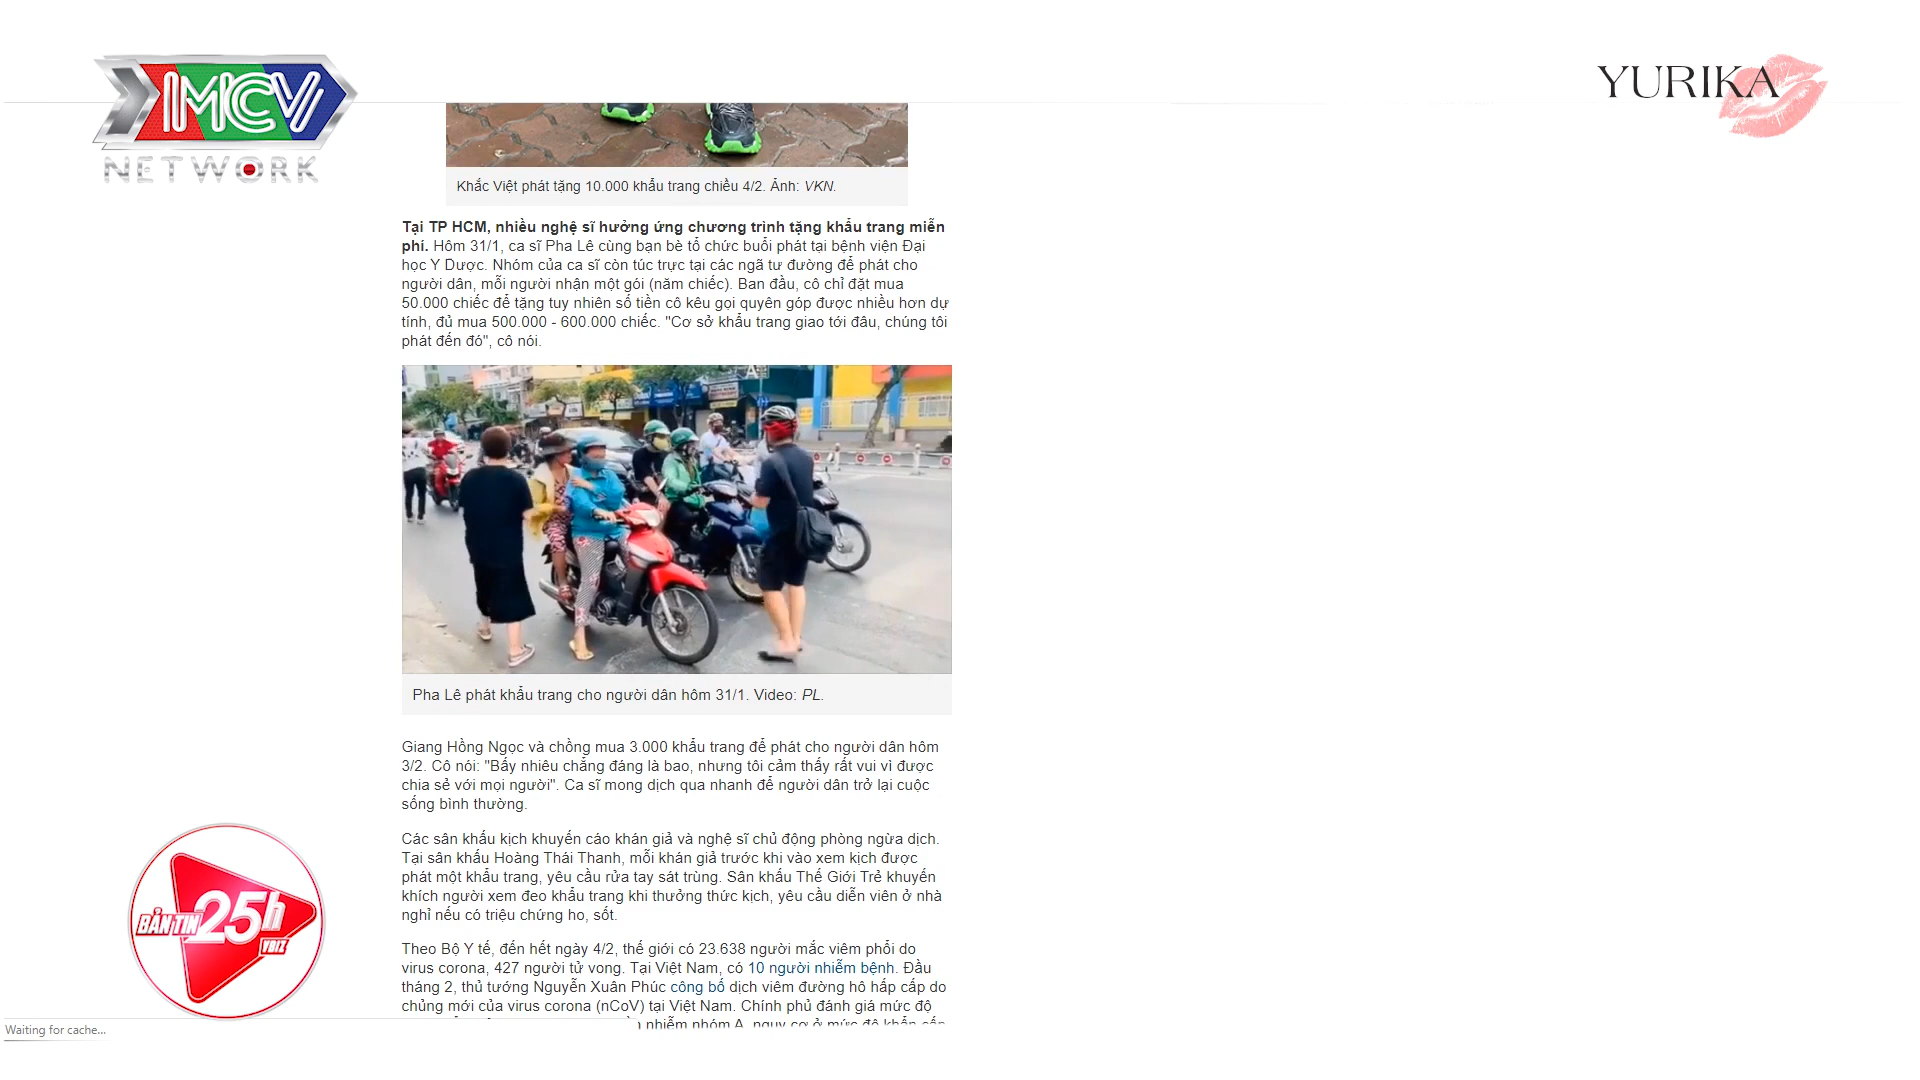 MCV
NETWORK
YURIKA
Khắc Việt phát tặng 10.000 khẩu trang chiều 4/2. Ảnh: VKN.
Tại TP HCM, nhiều nghệ sĩ hưởng ứng chương trình tặng khẩu trang miễn
phí. Hôm 31/1, ca sĩ Pha Lê cùng bạn bè tổ chức buổi phát tại bệnh viện Đại
học Y Dược. Nhóm của ca sĩ còn túc trực tại các ngã tư đường để phát cho
người dân, mỗi người nhận một gói (năm chiếc). Ban đầu, cô chỉ đặt mua
50.000 chiếc để tặng tuy nhiên số tiền cô kêu gọi quyên góp được nhiều hơn dự
tính, đủ mua 500.000 - 600.000 chiếc. "Cơ sở khẩu trang giao tới đâu, chúng tôi
phát đến đó", cô nói.
Pha Lê phát khẩu trang cho người dân hôm 31/1. Video: PL.
Giang Hồng Ngọc và chồng mua 3.000 khẩu trang để phát cho người dân hôm
3/2. Cô nói: "Bấy nhiêu chẳng đáng là bao, nhưng tôi cảm thấy rất vui vì được
chia sẻ với mọi người". Ca sĩ mong dịch qua nhanh để người dân trở lại cuộc
sống bình thường.
Các sân khấu kịch khuyến cáo khán giả và nghệ sĩ chủ động phòng ngừa dịch.
Tại sân khấu Hoàng Thái Thanh, mỗi khán giả trước khi vào xem kịch được
phát một khẩu trang, yêu cầu rửa tay sát trùng. Sân khấu Thế Giới Trẻ khuyến
khích người xem đeo khẩu trang khi thưởng thức kịch, yêu cầu diễn viên ở nhà
nghỉ nếu có triệu chứng ho, sốt.
Theo Bộ Y tế, đến hết ngày 4/2, thế giới có 23.638 người mắc viêm phổi do
virus corona, 427 người tử vong. Tại Việt Nam, có 10 người nhiễm bệnh. Đầu
tháng 2, thủ tướng Nguyễn Xuân Phúc công bố dịch viêm đường hô hấp cấp do
chủng mới của virus corona (nCoV) tại Việt Nam. Chính phủ đánh giá mức độ
nhiễm nhóm A, nguy cơ ở mức độ khẩn cấp
BẢN TIN 25h
VBIZ
Waiting for cache...